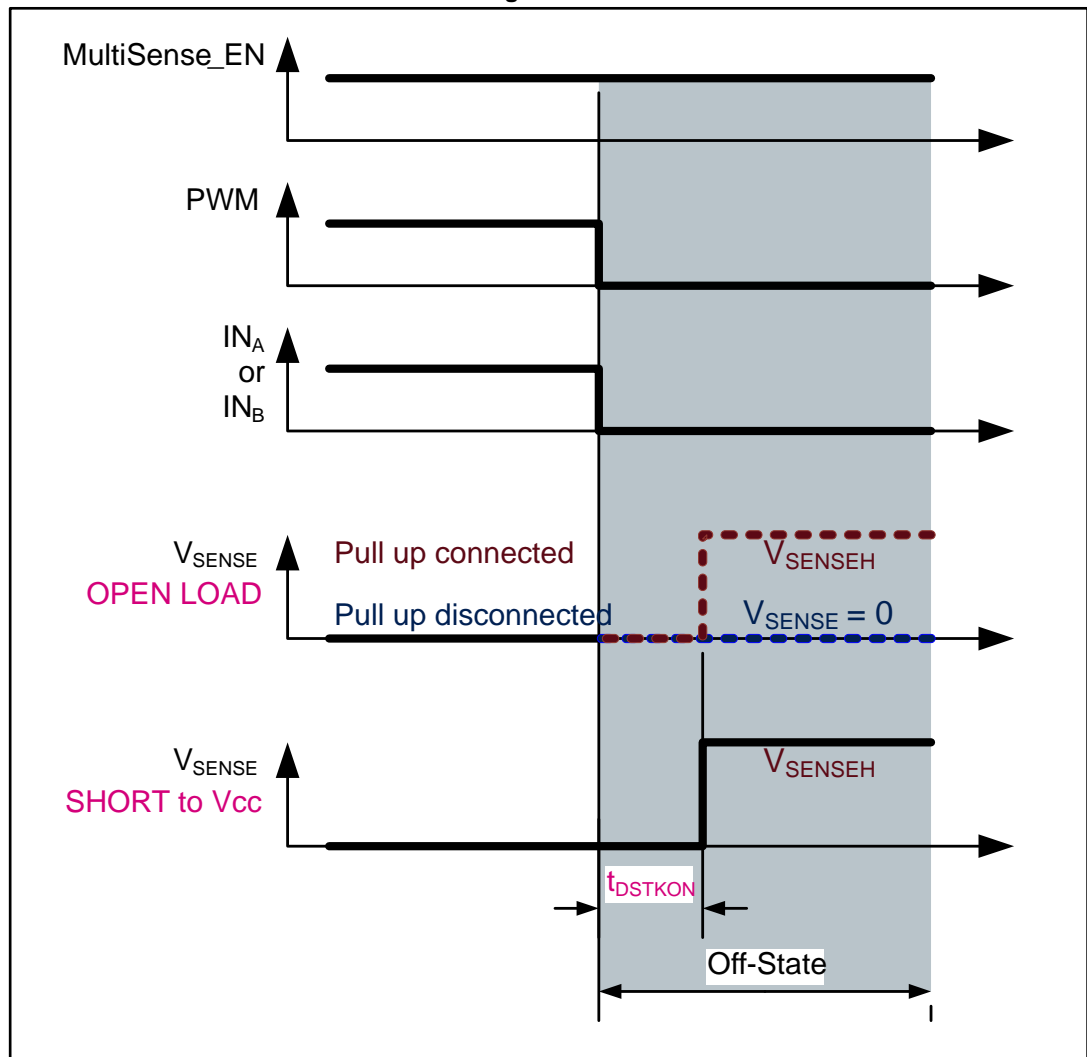 MultiSense_EN
PWM
INA
or
INB
VSENSE
OPEN LOAD
Pull up connected
VSENSEH
Pull up disconnected
VSENSE = 0
VSENSE
SHORT to Vcc
VSENSEH
tDSTKON
Off-State